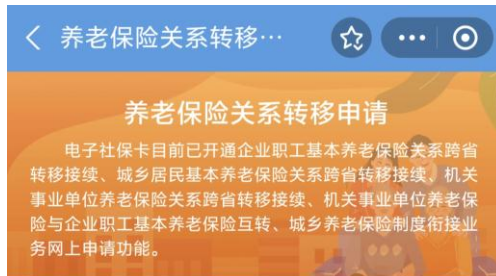 养老保险关系转移…
养老保险关系转移申请
电子社保卡目前已开通企业职工基本养老保险关系跨省
转移接续、城乡居民基本养老保险关系跨省转移接续、机关
事业单位养老保险关系跨省转移接续、机关事业单位养老保
险与企业职工基本养老保险互转、城乡养老保险制度衔接业
务网上申请功能。